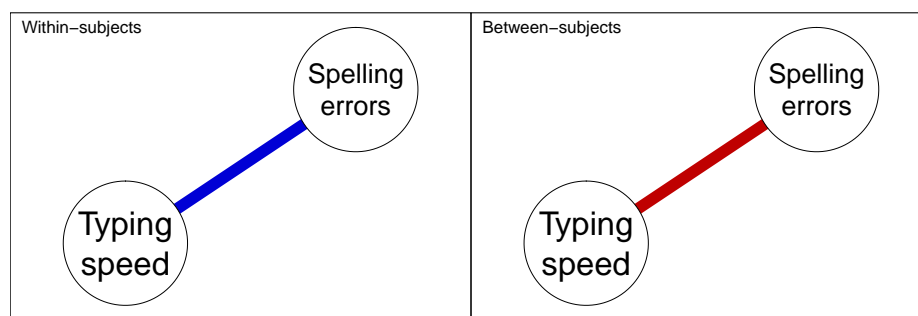 Within−subjects
Spelling
errors
Typing
speed
Between−subjects
Spelling
errors
Typing
speed